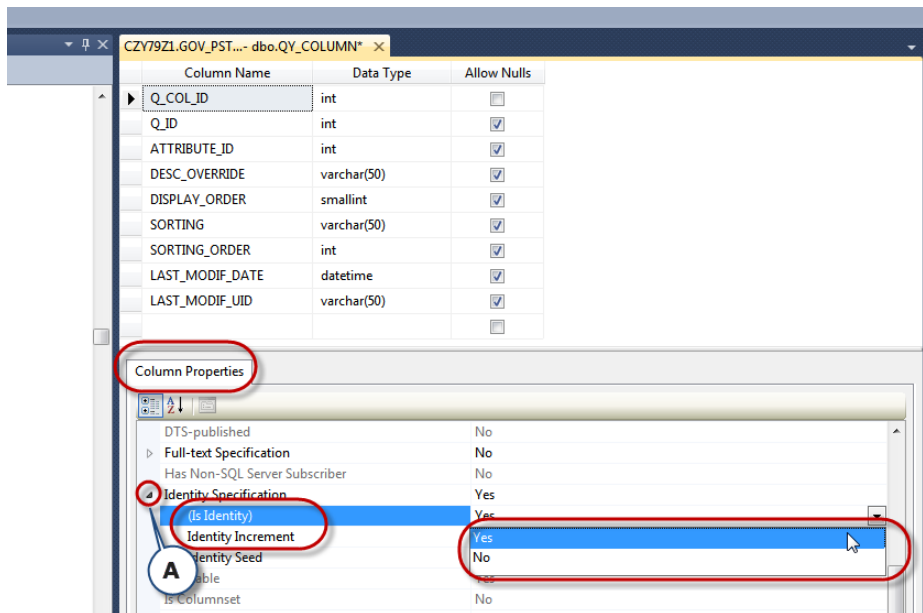 CZY79Z1.GOV_PST...- dbo.QY_COLUMN*
Column Name Data Type Allow Nulls
Q_COL_ID int
Q_ID int
ATTRIBUTE_ID int
DESC_OVERRIDE varchar(50)
DISPLAY_ORDER smallint
SORTING varchar(50)
SORTING_ORDER int
LAST_MODIF_DATE datetime
LAST_MODIF_UID varchar(50)
Column Properties
DTS-published No
Full-text Specification No
Has Non-SQL Server Subscriber No
Identity Specification Yes
(Is Identity) Yes
Identity Increment Yes
dentity Seed No
A
Is Columnset No